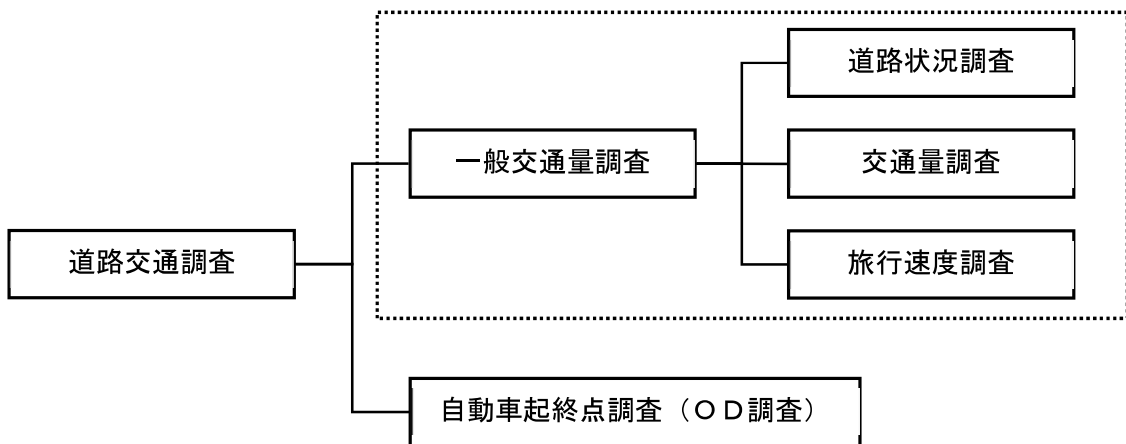 道路状況調査
一般交通量調査
交通量調査
道路交通調査
旅行速度調査
自動車起終点調査（ＯＤ調査）